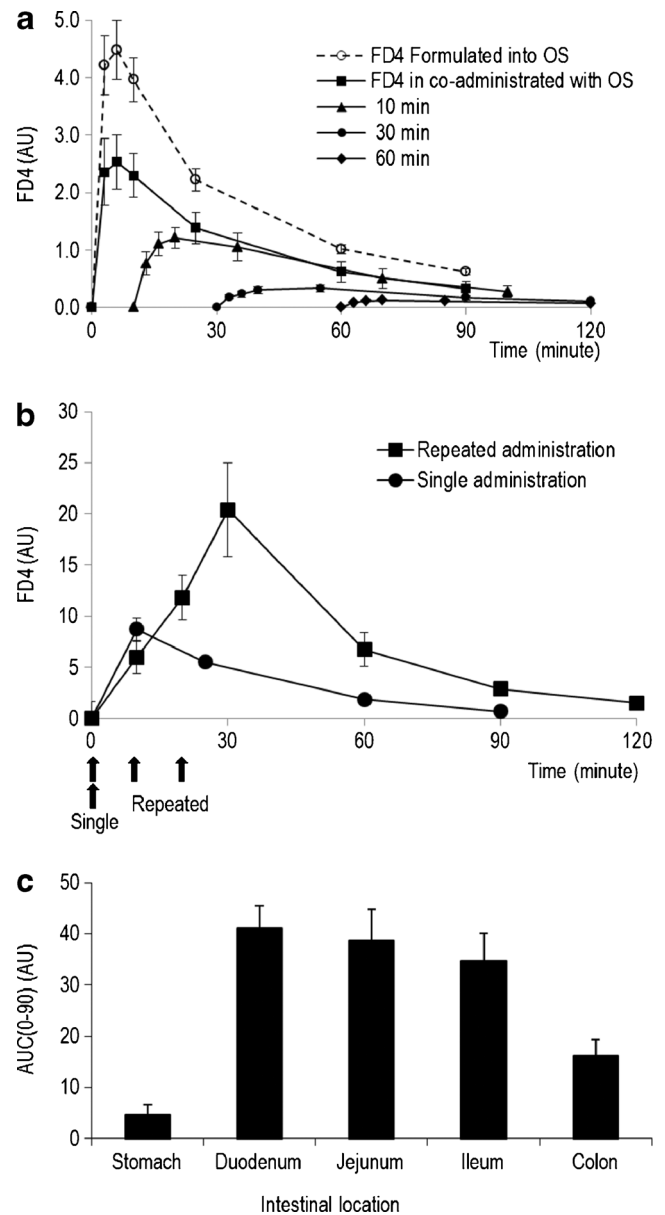 a
5.0
4.0
3.0
2.0
1.0
0.0
FD4 (AU)
FD4 Formulated into OS
FD4 in co-administrated with OS
10 min
30 min
60 min
0 30 60 90 120
Time (minute)
b
30
25
20
15
10
5
0
FD4 (AU)
Repeated administration
Single administration
0 30 60 90 120
Time (minute)
Repeated
Single
c
50
40
30
20
10
0
AUC(0-90) (AU)
Stomach Duodenum Jejunum Ileum Colon
Intestinal location